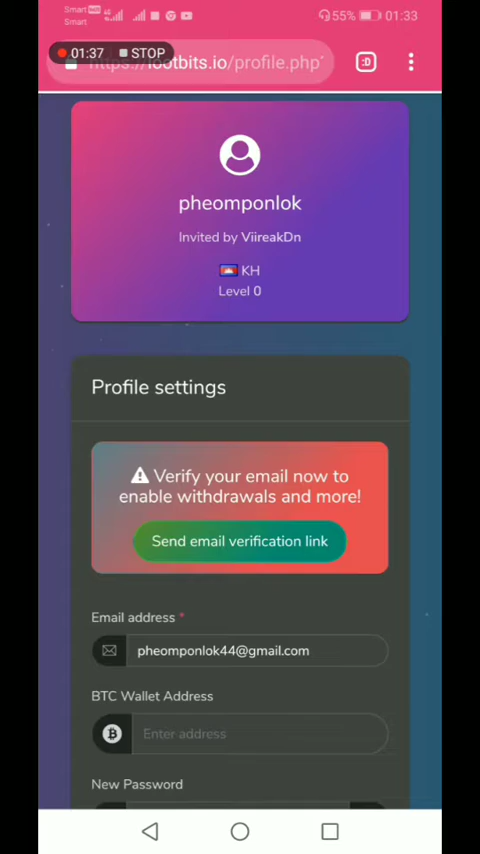 Smart
Smart
55%
01:33
01:37 STOP
https://lootbits.io/profile.php?
:D
pheomponlok
Invited by ViireakDn
KH
Level 0
Profile settings
Verify your email now to
enable withdrawals and more!
Send email verification link
Email address *
pheomponlok44@gmail.com
BTC Wallet Address
Enter address
New Password